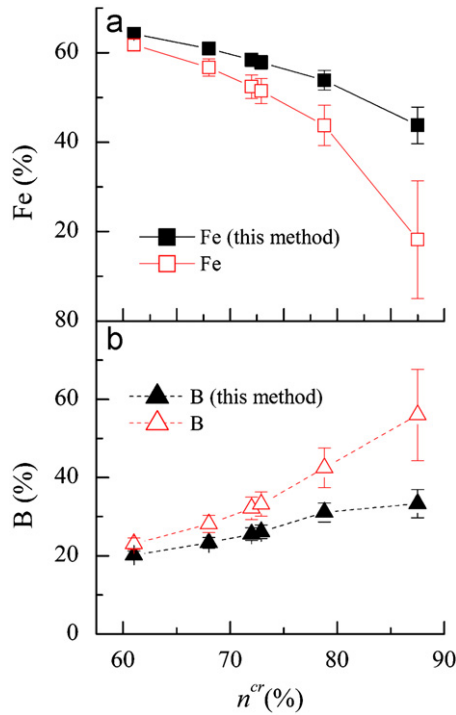 a
60
40
20
80
Fe (%)
Fe (this method)
Fe
b
60
40
20
0
B (%)
B (this method)
B
60 70 80 90
n^cr(%)